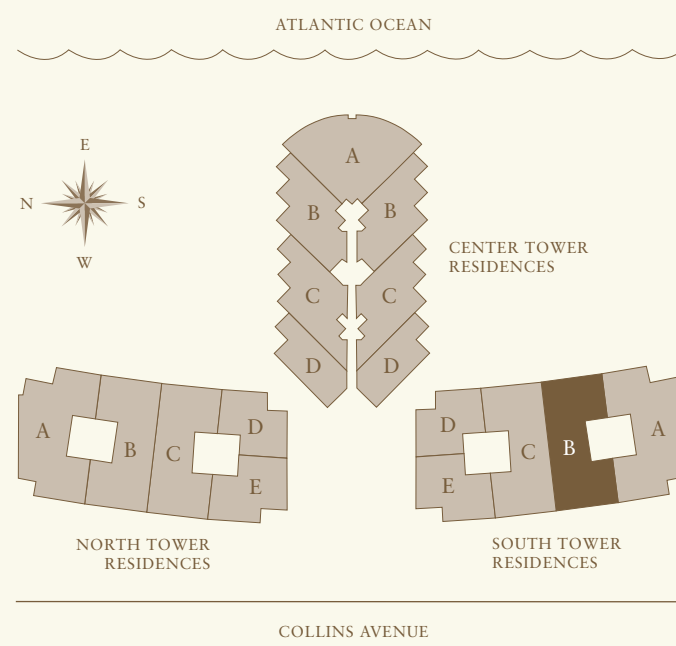 ATLANTIC OCEAN
E
N
S
W
A
B
B
CENTER TOWER
RESIDENCES
C
C
D
D
A
B
C
D
E
D
E
C
B
A
NORTH TOWER
RESIDENCES
SOUTH TOWER
RESIDENCES
COLLINS AVENUE